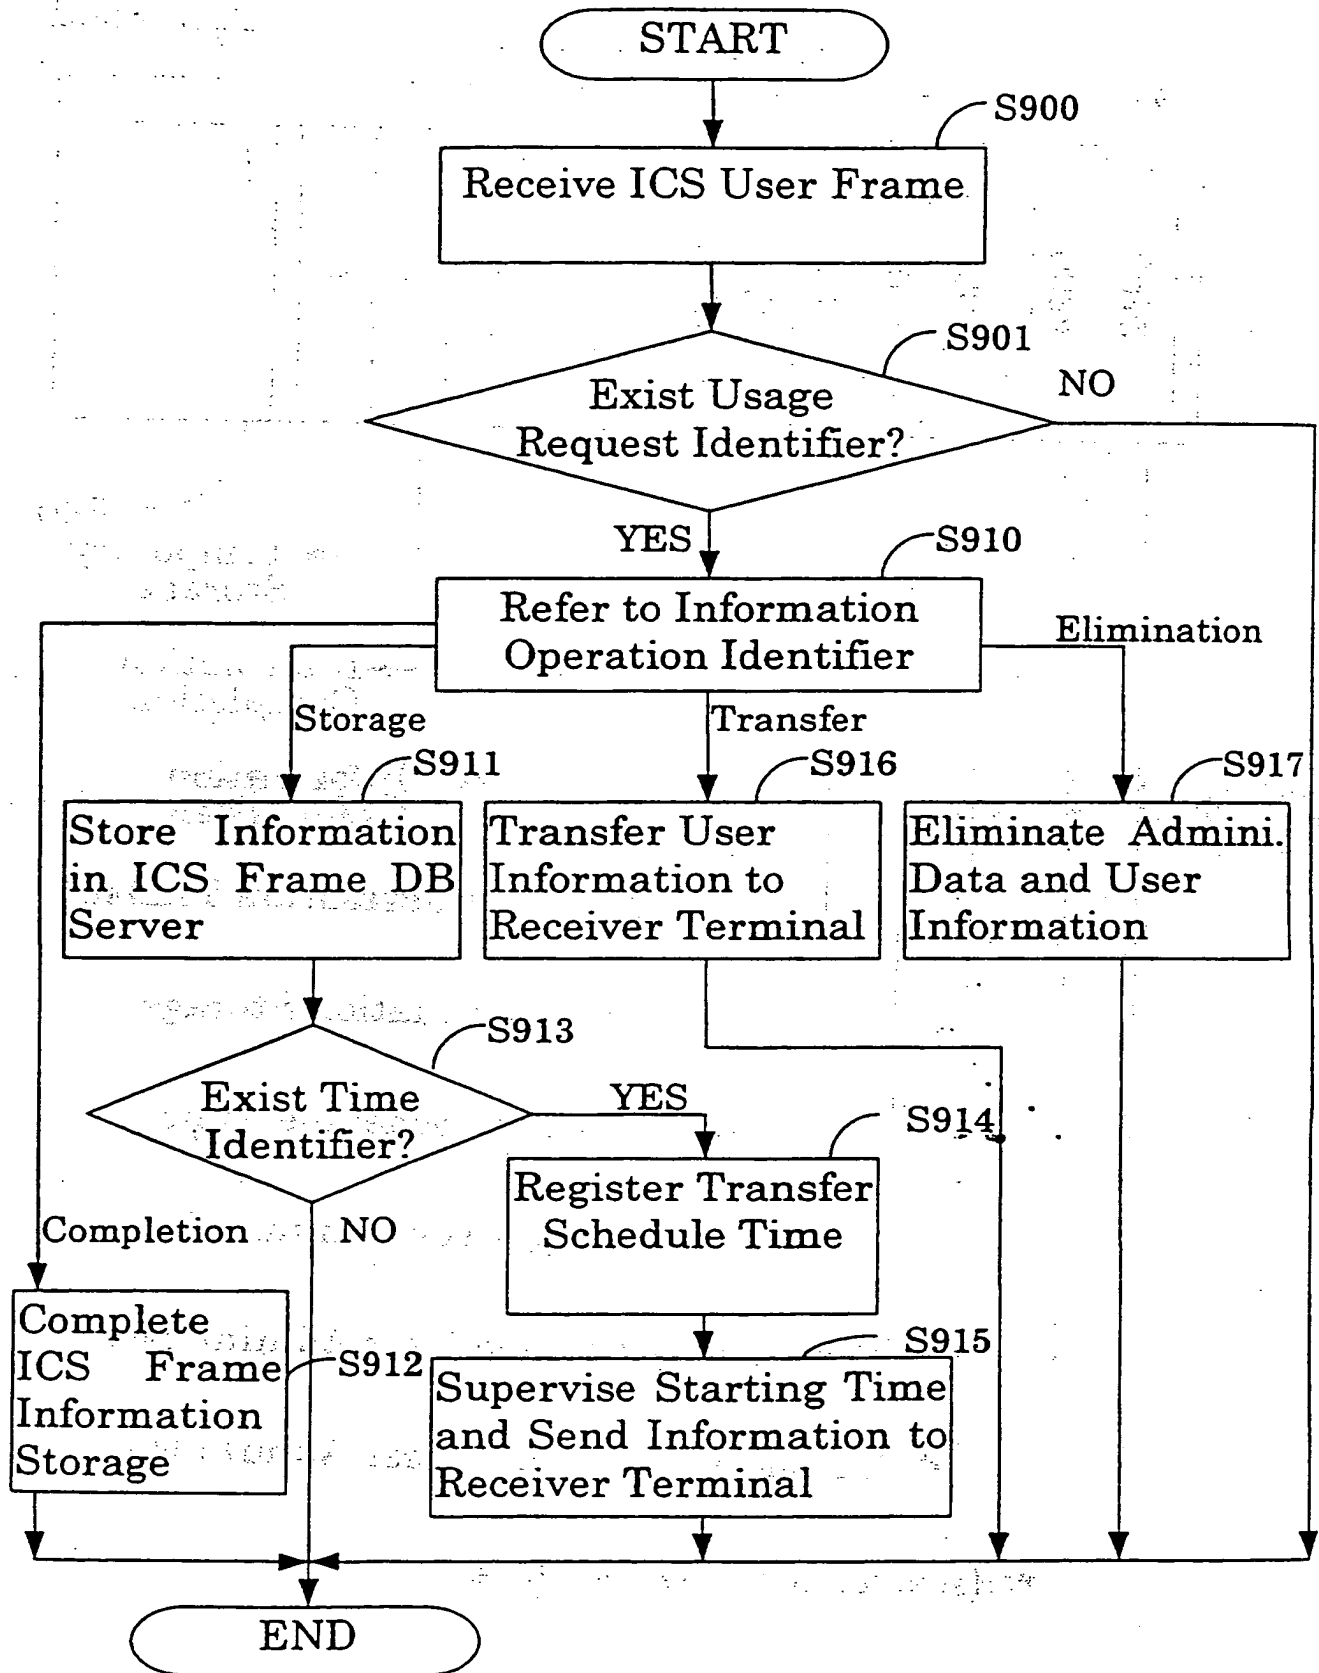 START
S900
Receive ICS User Frame
S901
Exist Usage
Request Identifier?
NO
YES
S910
Refer to Information
Operation Identifier
Elimination
Storage
Transfer
S911
S916
S917
Store Information
in ICS Frame DB
Server
Transfer User
Information to
Receiver Terminal
Eliminate Admini.
Data and User
Information
S913
Exist Time
Identifier?
YES
S914
Register Transfer
Schedule Time
Completion
NO
Complete
ICS Frame
Information
Storage
S912
S915
Supervise Starting Time
and Send Information to
Receiver Terminal
END